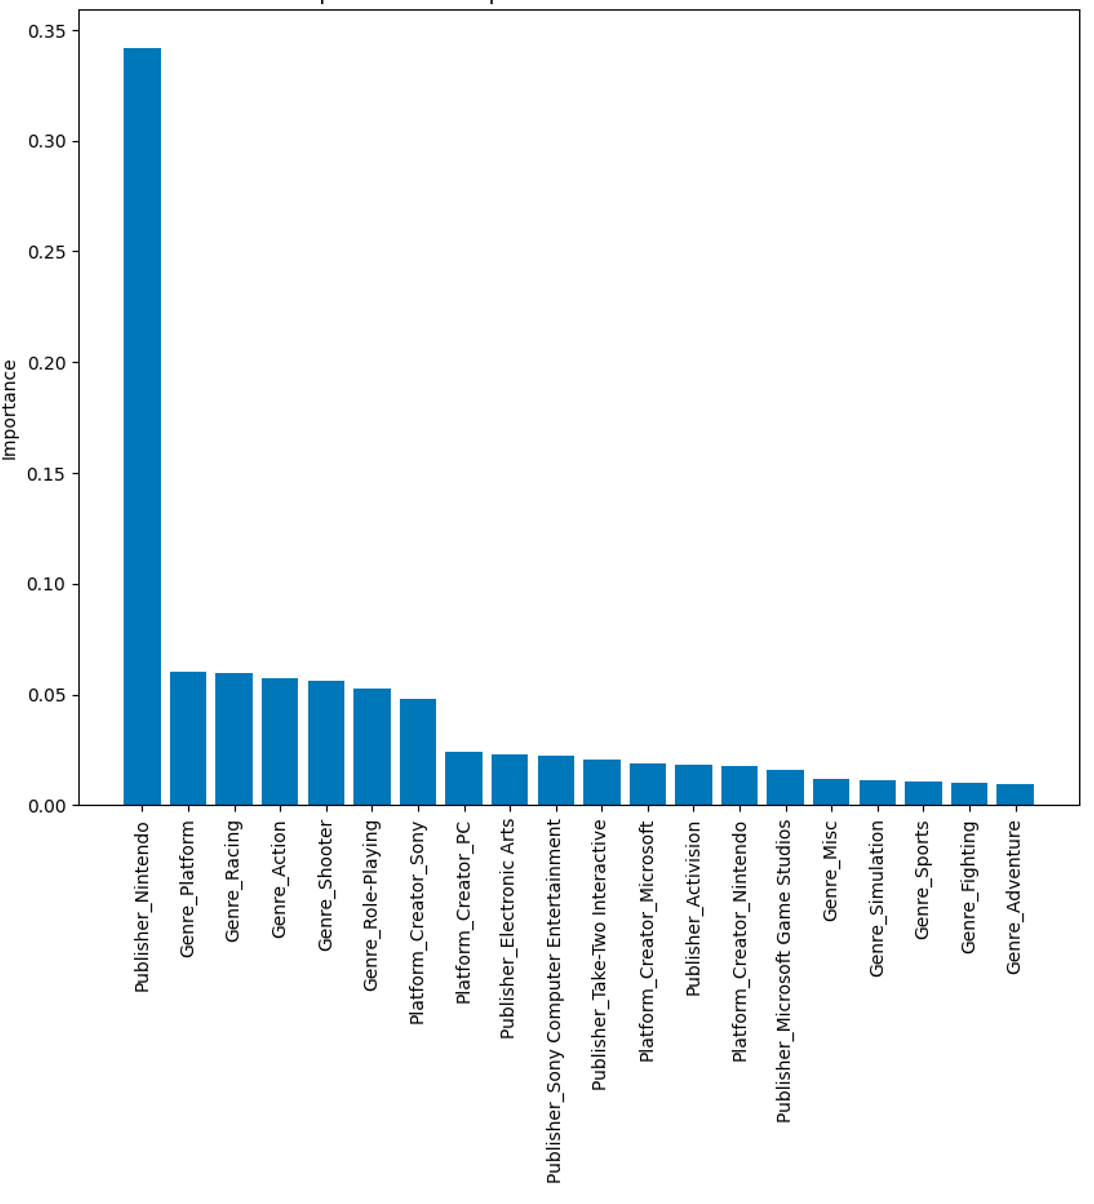 0.35
0.30
0.25
0.20
0.15
0.10
0.05
0.00
Importance
Publisher_Nintendo
Genre_Platform
Genre_Racing
Genre_Action
Genre_Shooter
Genre_Role-Playing
Platform_Creator_Sony
Platform_Creator_PC
Publisher_Electronic Arts
Publisher_Sony Computer Entertainment
Publisher_Take-Two Interactive
Platform_Creator_Microsoft
Publisher_Activision
Platform_Creator_Nintendo
Publisher_Microsoft Game Studios
Genre_Misc
Genre_Simulation
Genre_Sports
Genre_Fighting
Genre_Adventure